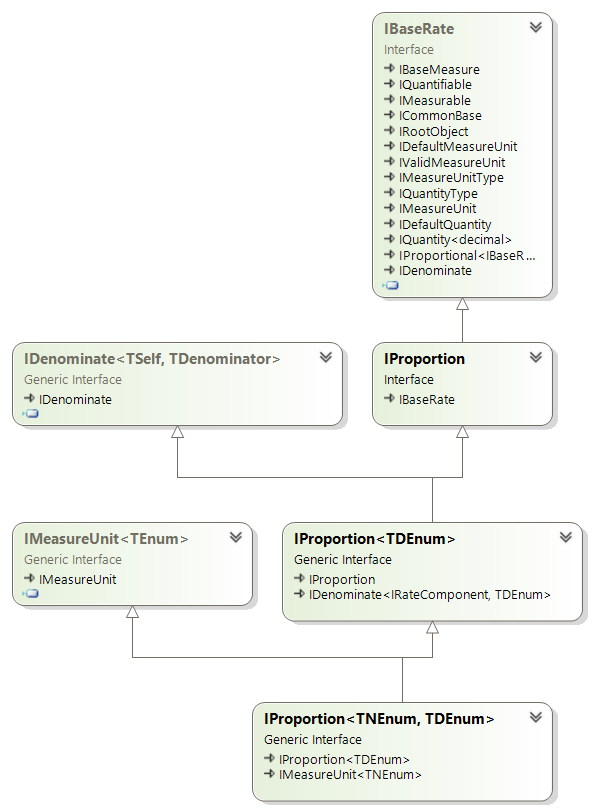 IBaseRate
Interface
IBaseMeasure
IQuantifiable
IMeasurable
ICommonBase
IRootObject
IDefaultMeasureUnit
IValidMeasureUnit
IMeasureUnitType
IQuantityType
IMeasureUnit
IDefaultQuantity
IQuantity<decimal>
IProportional<IBaseR...
IDenominate
IDenominate<TSelf, TDenominator>
Generic Interface
IDenominate
IProportion
Interface
IBaseRate
IMeasureUnit<TEnum>
Generic Interface
IMeasureUnit
IProportion<TDEnum>
Generic Interface
IProportion
IDenominate<IRateComponent, TDEnum>
IProportion<TNEnum, TDEnum>
Generic Interface
IProportion<TDEnum>
IMeasureUnit<TNEnum>